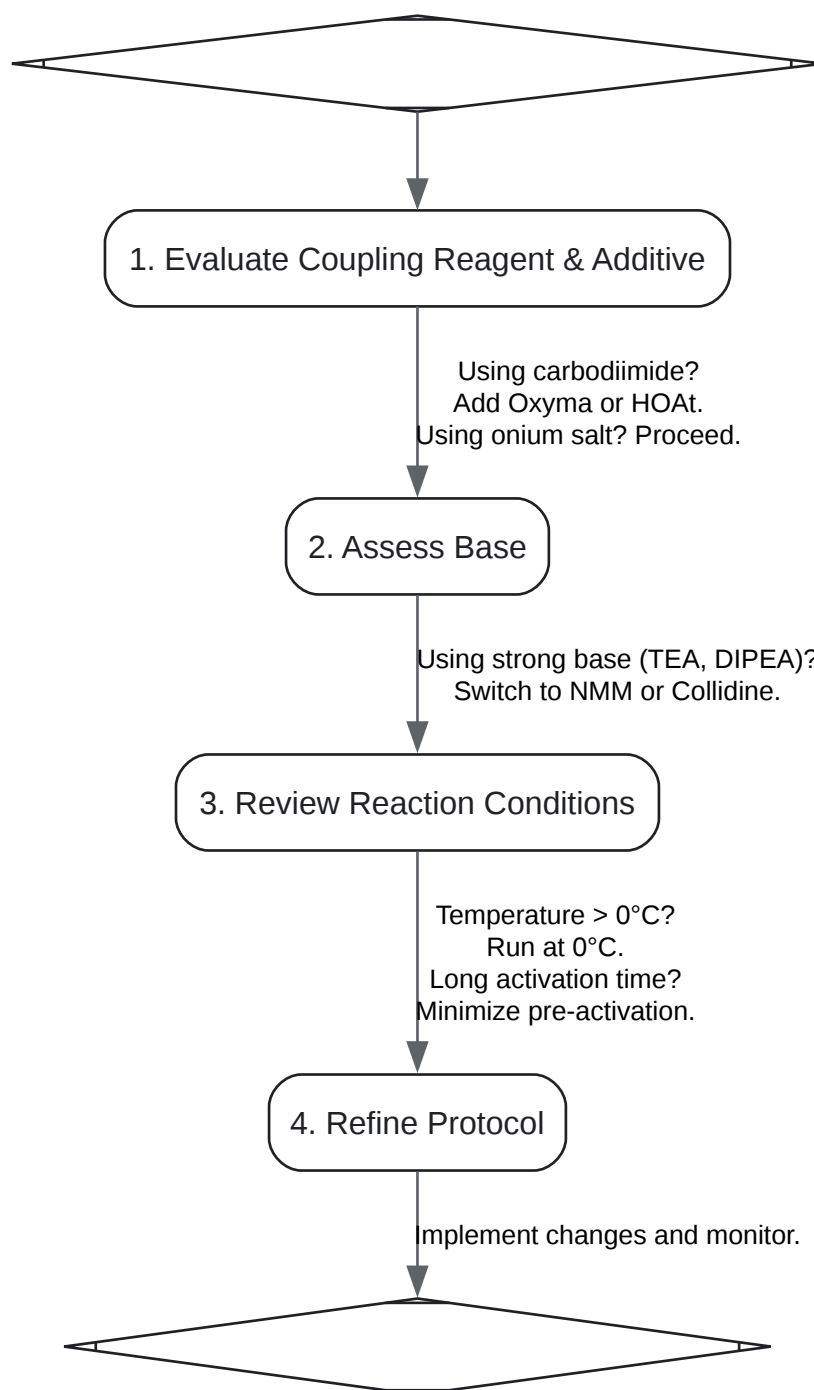 1. Evaluate Coupling Reagent & Additive
Using carbodiimide?
Add Oxyma or HOAt.
Using onium salt? Proceed.
2. Assess Base
Using strong base (TEA, DIPEA)?
Switch to NMM or Collidine.
3. Review Reaction Conditions
Temperature > 0°C?
Run at 0°C.
Long activation time?
Minimize pre-activation.
4. Refine Protocol
Implement changes and monitor.